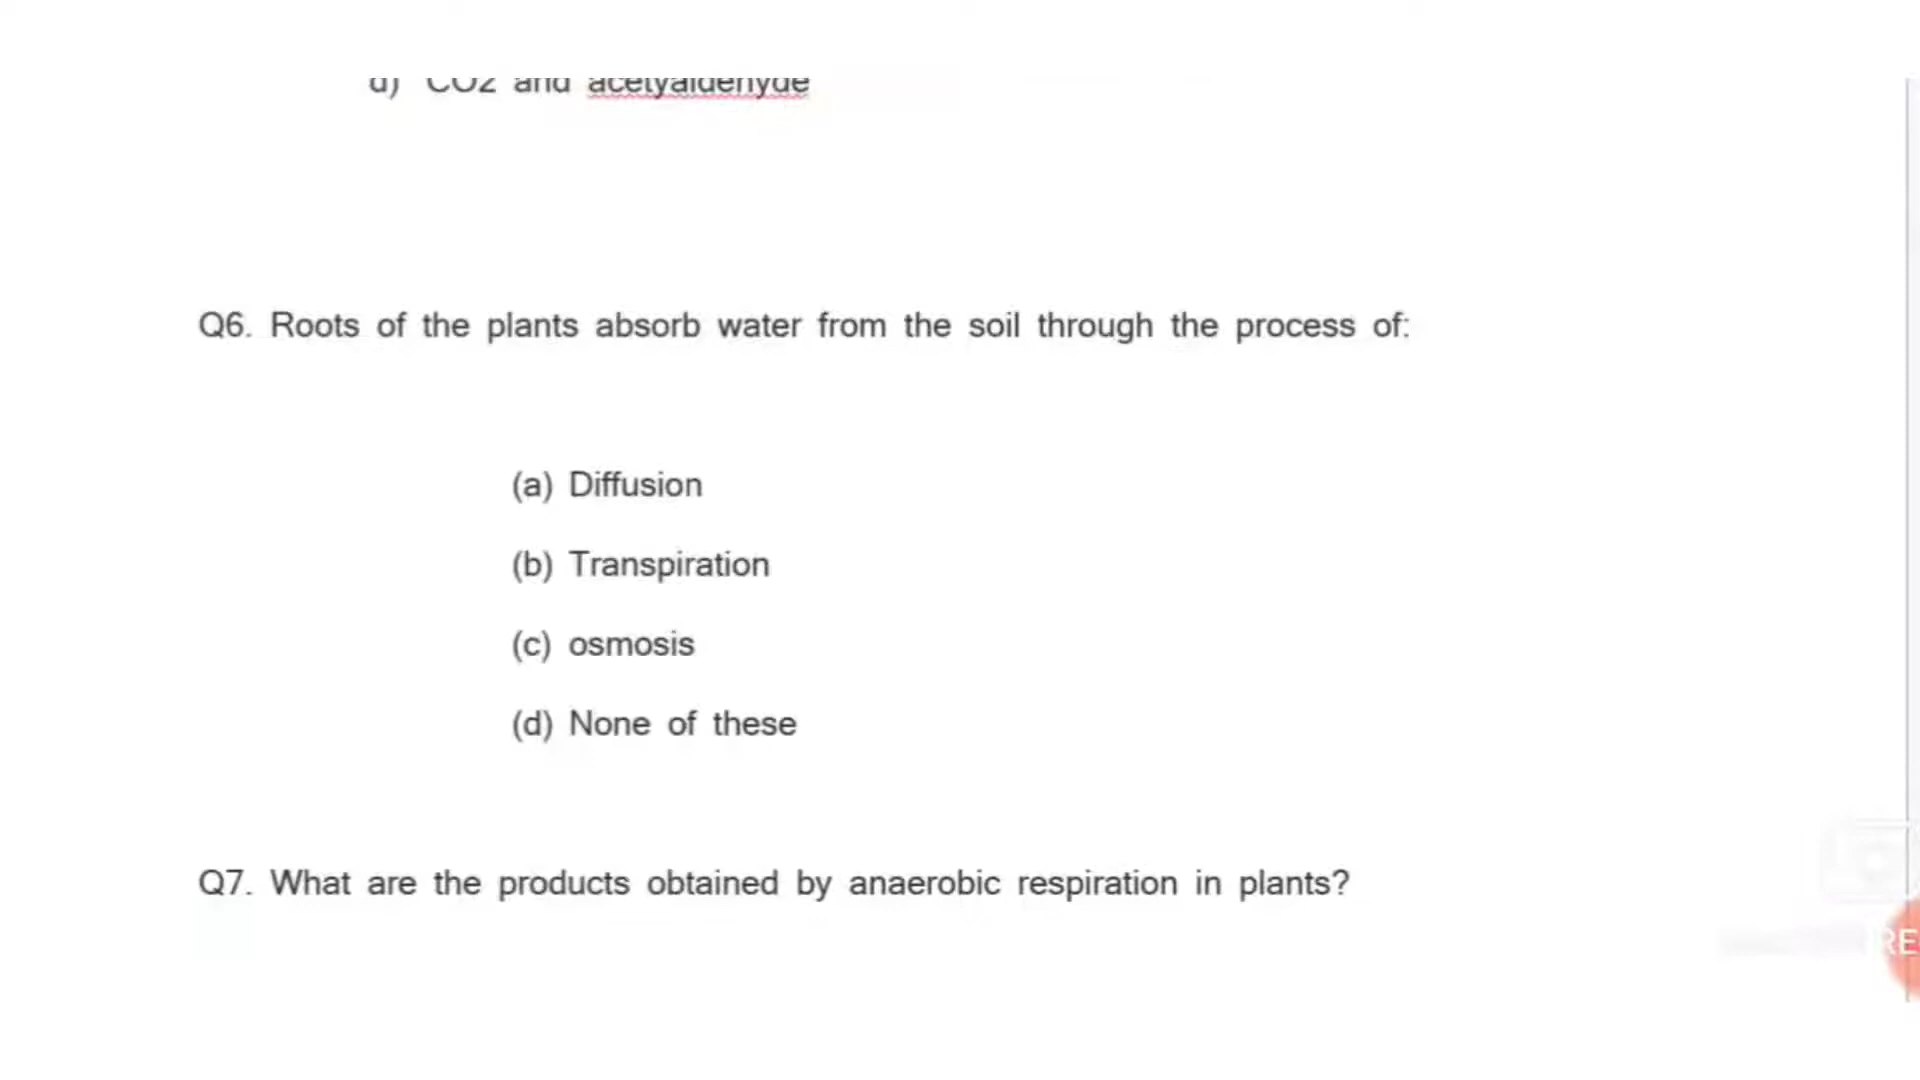 d) CO2 and acetyaldehyde
Q6. Roots of the plants absorb water from the soil through the process of:
(a) Diffusion
(b) Transpiration
(c) osmosis
(d) None of these
Q7. What are the products obtained by anaerobic respiration in plants?
RE